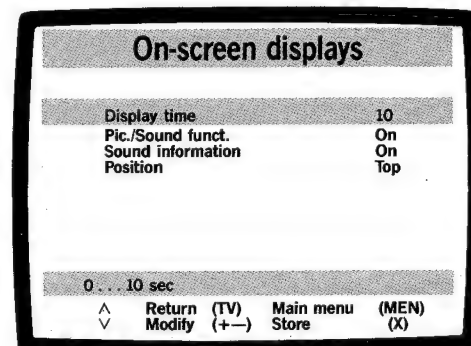 On-screen displays
Display time 10
Pic./Sound funct. On
Sound information On
Position Top
0 . . . 10 sec
∧ Return (TV) Main menu (MEN)
∨ Modify (+—) Store (X)